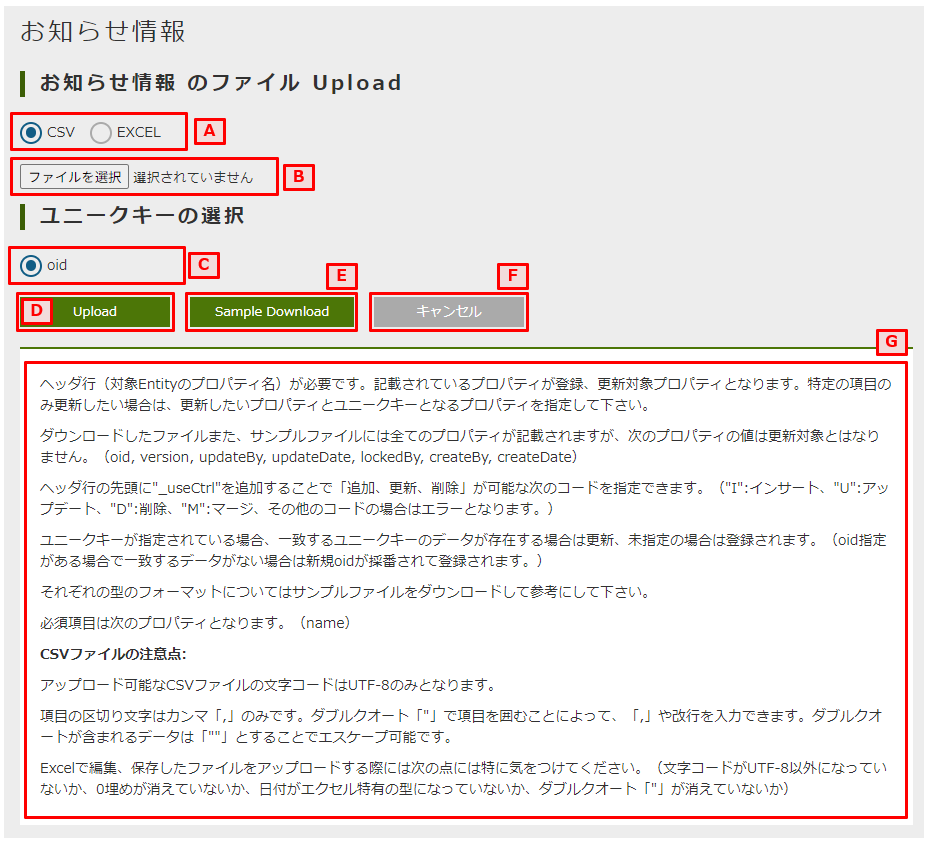 お知らせ情報
お知らせ情報 のファイル Upload
CSV EXCEL A
ファイルを選択 選択されていません B
ユニークキーの選択
oid C
E F
D Upload Sample Download キャンセル
G
ヘッダ行（対象Entityのプロパティ名）が必要です。記載されているプロパティが登録、更新対象プロパティとなります。特定の項目の
み更新したい場合は、更新したいプロパティとユニークキーとなるプロパティを指定して下さい。
ダウンロードしたファイルまた、サンプルファイルには全てのプロパティが記載されますが、次のプロパティの値は更新対象とはなり
ません。（oid, version, updateBy, updateDate, lockedBy, createBy, createDate）
ヘッダ行の先頭に"_useCtrl"を追加することで「追加、更新、削除」が可能な次のコードを指定できます。（"I":インサート、"U":アッ
プデート、"D":削除、"M":マージ、その他のコードの場合はエラーとなります。）
ユニークキーが指定されている場合、一致するユニークキーのデータが存在する場合は更新、未指定の場合は登録されます。（oid指定
がある場合で一致するデータがない場合は新規oidが採番されて登録されます。）
それぞれの型のフォーマットについてはサンプルファイルをダウンロードして参考にして下さい。
必須項目は次のプロパティとなります。（name）
CSVファイルの注意点:
アップロード可能なCSVファイルの文字コードはUTF-8のみとなります。
項目の区切り文字はカンマ「,」のみです。ダブルクオート「"」で項目を囲むことによって、「,」や改行を入力できます。ダブルクオ
ートが含まれるデータは「""」とすることでエスケープ可能です。
Excelで編集、保存したファイルをアップロードする際には次の点には特に気をつけてください。（文字コードがUTF-8以外になってい
ないか、0埋めが消えていないか、日付がエクセル特有の型になっていないか、ダブルクオート「"」が消えていないか）